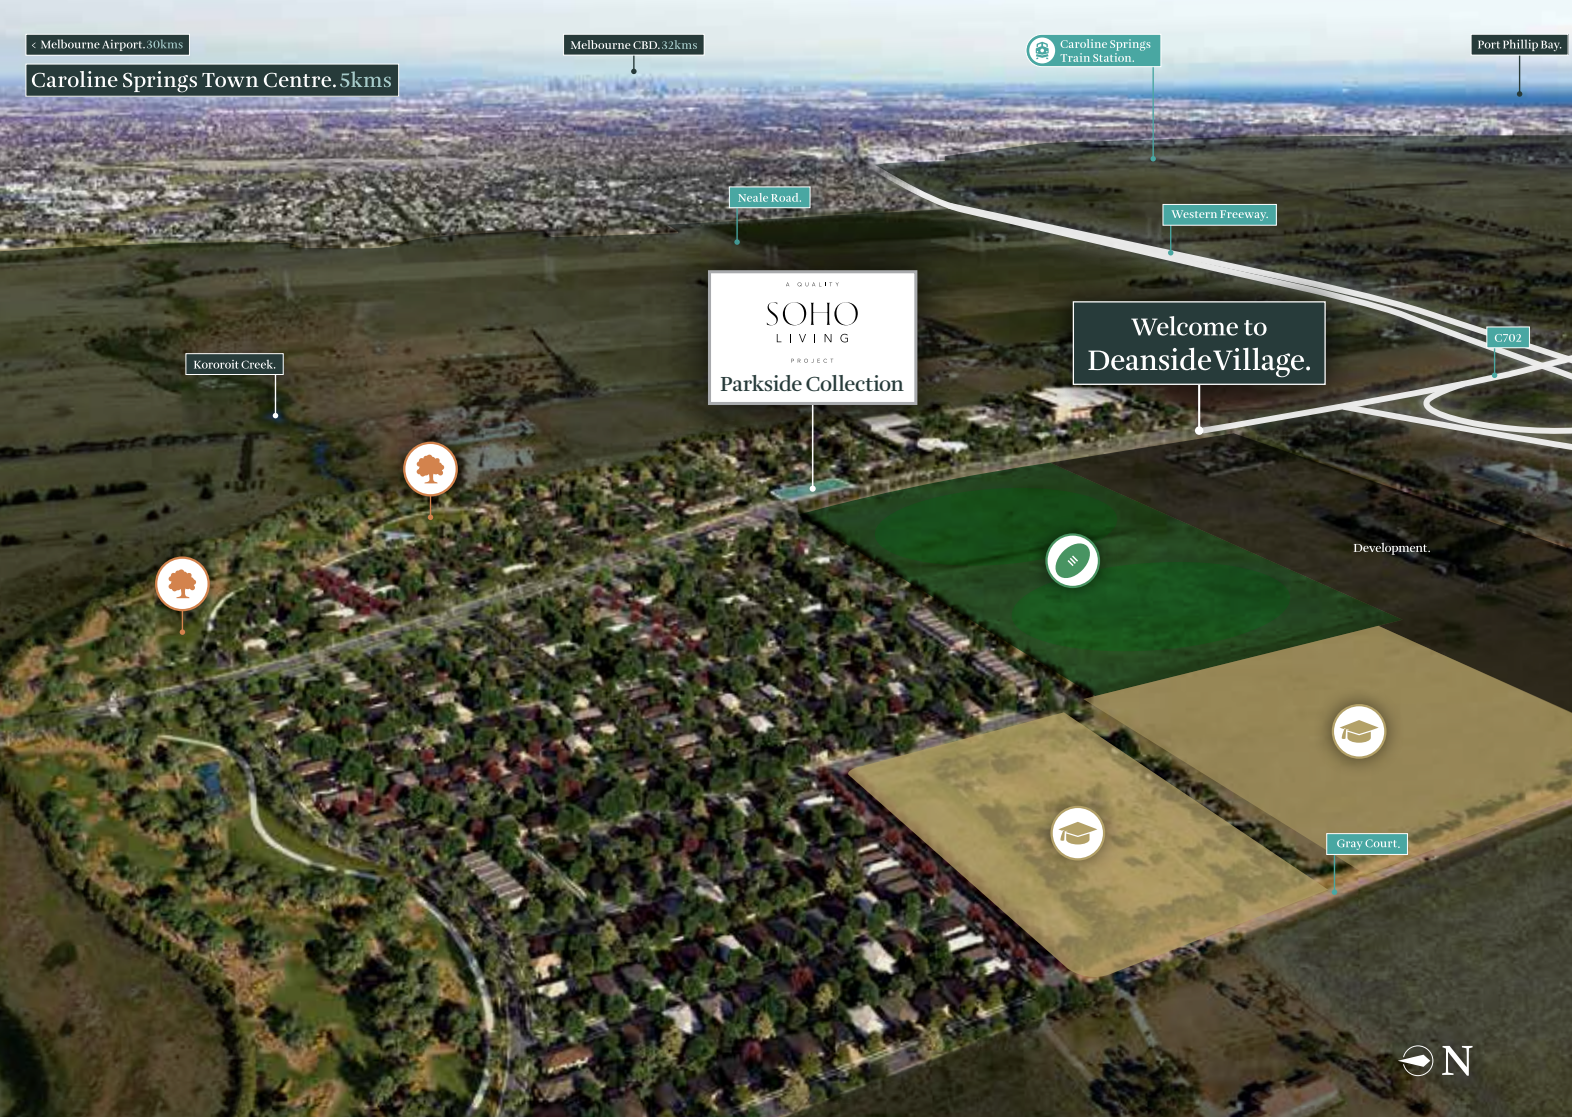 < Melbourne Airport. 30kms
Caroline Springs Town Centre. 5kms
Melbourne CBD. 32kms
Caroline Springs
Train Station.
Port Phillip Bay.
Neale Road.
Western Freeway.
A QUALITY
SOHO
LIVING
PROJECT
Parkside Collection
Welcome to
Deanside Village.
C702
Kororoit Creek.
Development.
Gray Court.
N